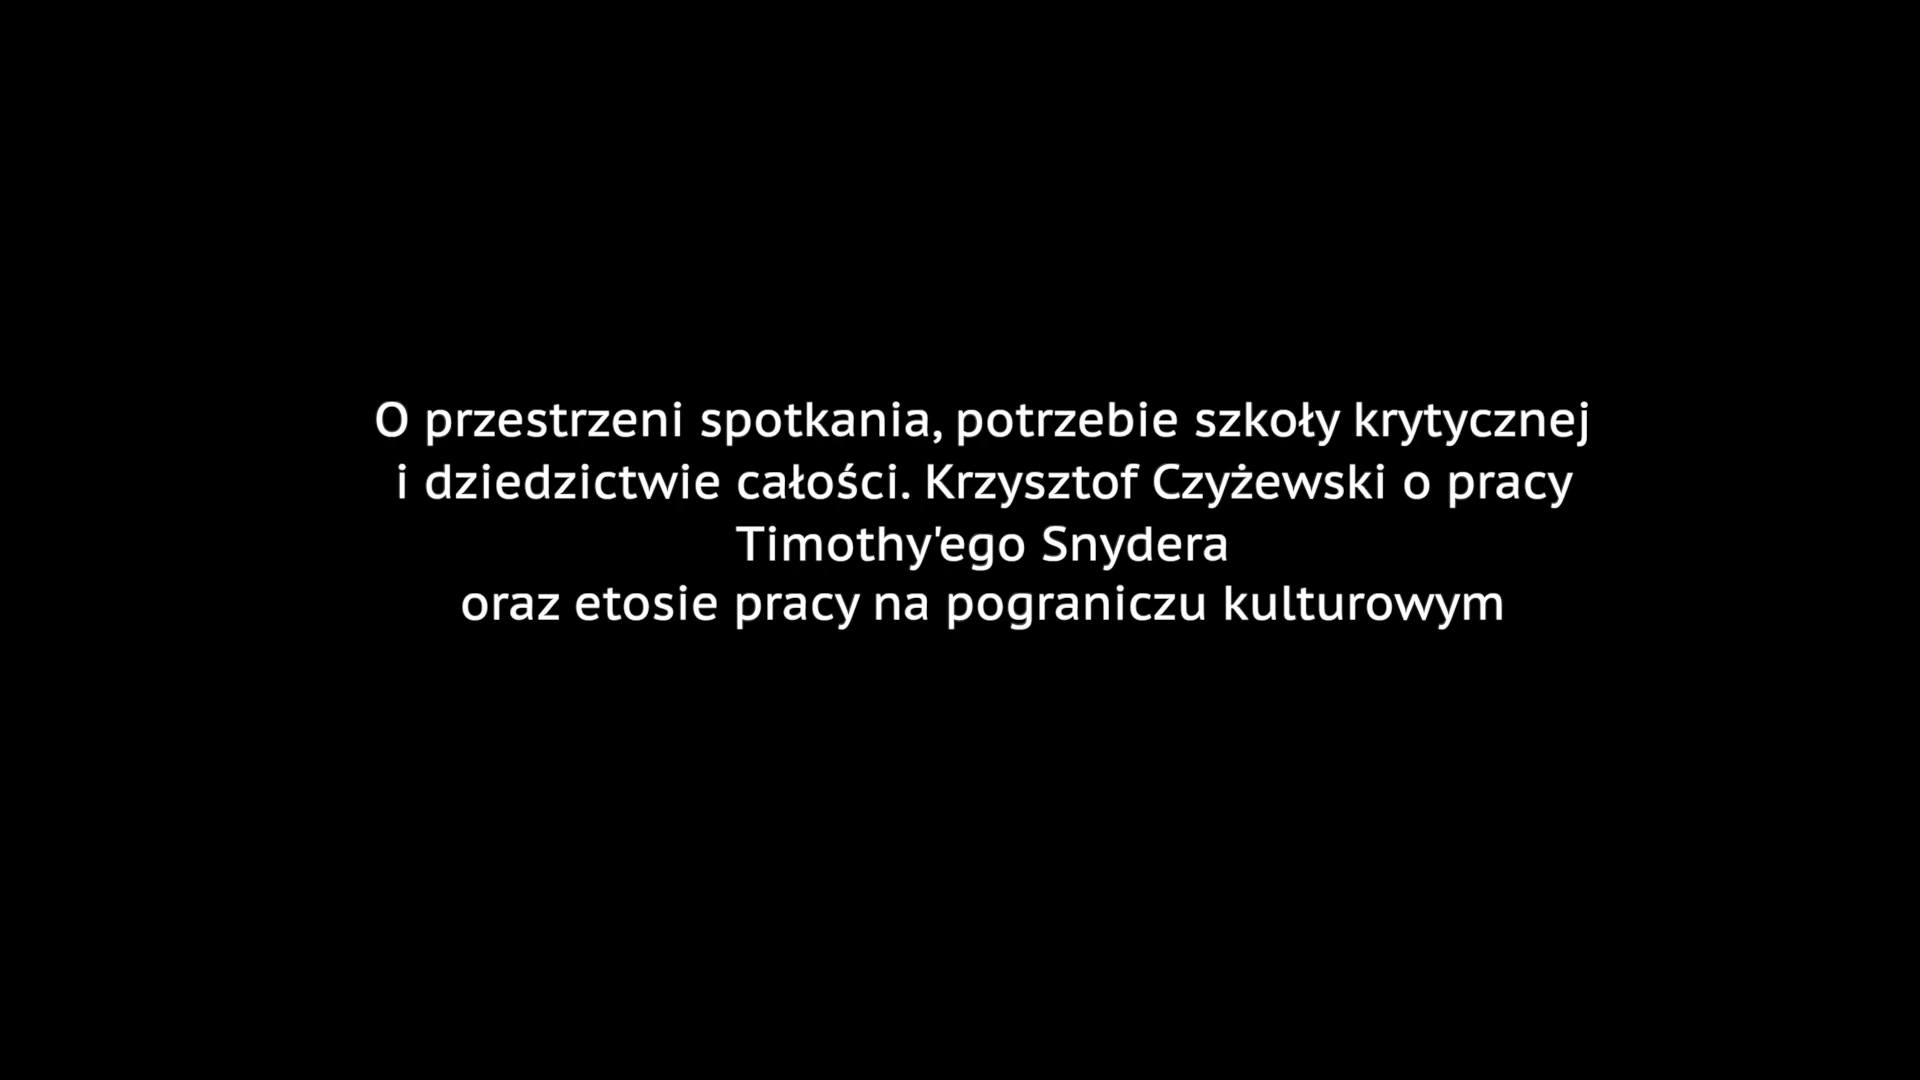 O przestrzeni spotkania, potrzebie szkoły krytycznej
i dziedzictwie całości. Krzysztof Czyżewski o pracy
Timothy'ego Snydera
oraz etosie pracy na pograniczu kulturowym